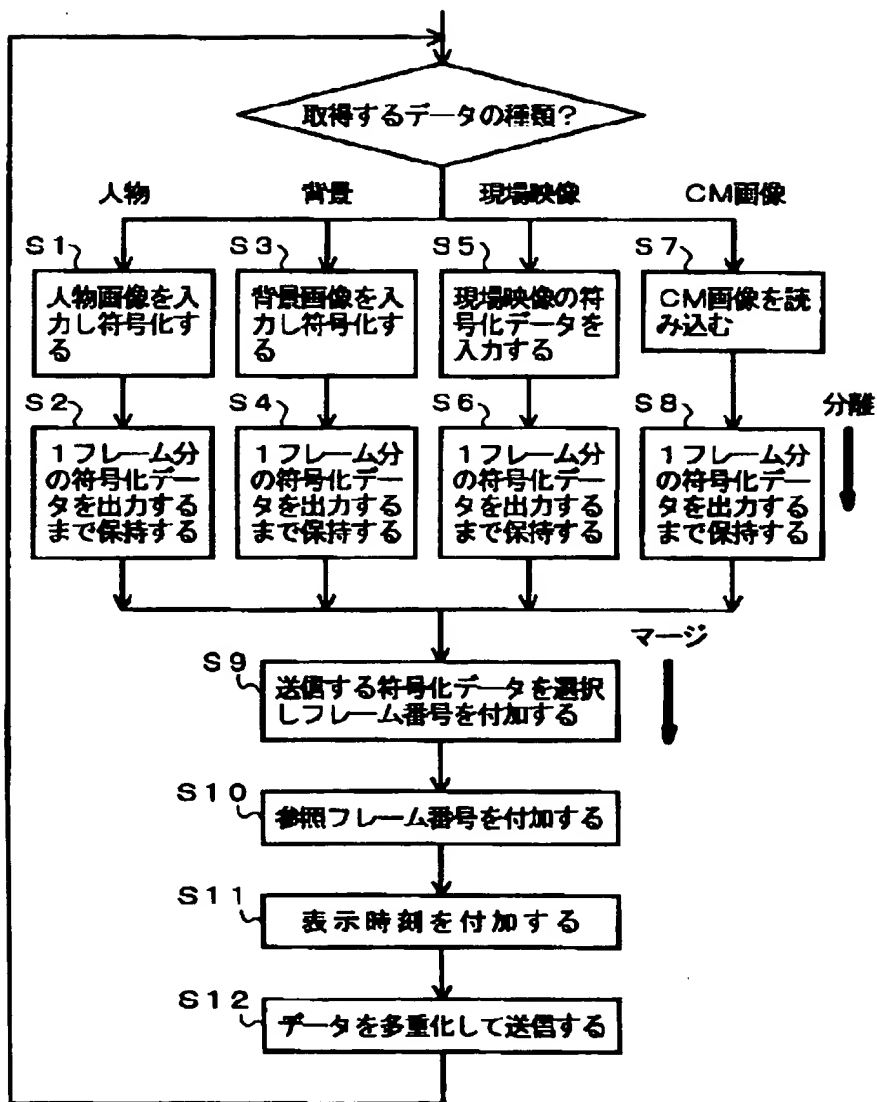 取得するデータの種類?
人物
背景
現場映像
CM画像
S1
人物画像を入
力し符号化す
る
S3
背景画像を入
力し符号化す
る
S5
現場映像の符
号化データを
入力する
S7
CM画像を読
み込む
S2
1フレーム分
の符号化デー
タを出力する
まで保持する
S4
1フレーム分
の符号化デー
タを出力する
まで保持する
S6
1フレーム分
の符号化デー
タを出力する
まで保持する
S8
1フレーム分
の符号化デー
タを出力する
まで保持する
分離
マージ
S9
送信する符号化データを選択
しフレーム番号を付加する
S10
参照フレーム番号を付加する
S11
表示時刻を付加する
S12
データを多重化して送信する